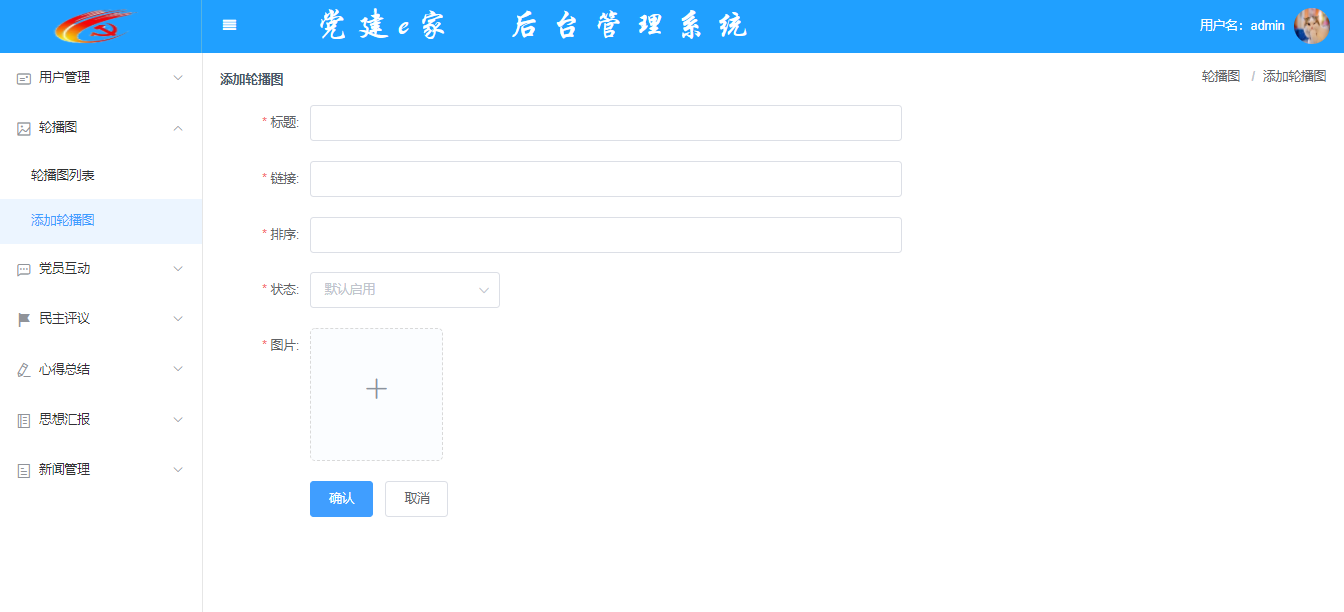 党建e家 后台管理系统
用户名: admin
用户管理
轮播图
轮播图列表
添加轮播图
党员互动
民主评议
心得总结
思想汇报
新闻管理
添加轮播图
轮播图 / 添加轮播图
* 标题:
* 链接:
* 排序:
* 状态: 默认启用
* 图片:
确认 取消